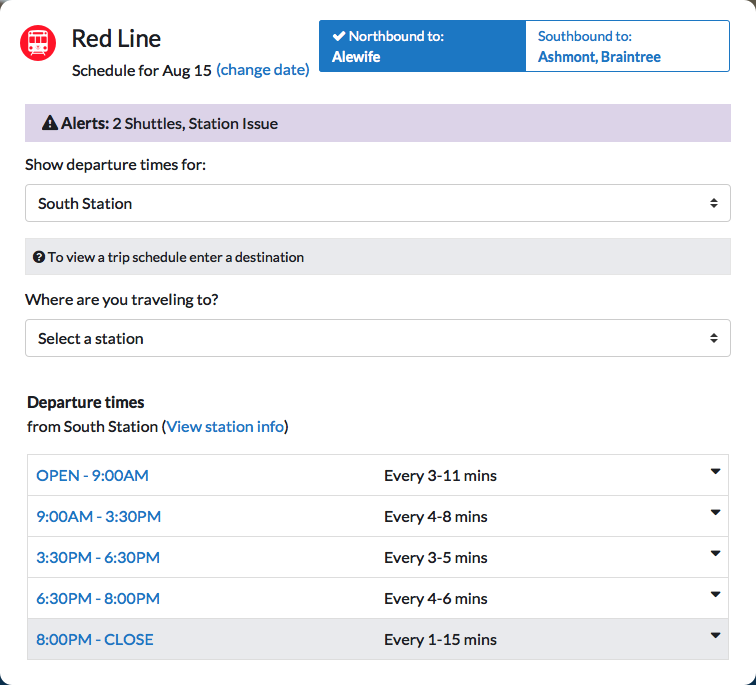 Red Line
Schedule for Aug 15 (change date)
Northbound to:
Alewife
Southbound to:
Ashmont, Braintree
Alerts: 2 Shuttles, Station Issue
Show departure times for:
South Station
To view a trip schedule enter a destination
Where are you traveling to?
Select a station
Departure times
from South Station (View station info)
OPEN - 9:00AM Every 3-11 mins
9:00AM - 3:30PM Every 4-8 mins
3:30PM - 6:30PM Every 3-5 mins
6:30PM - 8:00PM Every 4-6 mins
8:00PM - CLOSE Every 1-15 mins